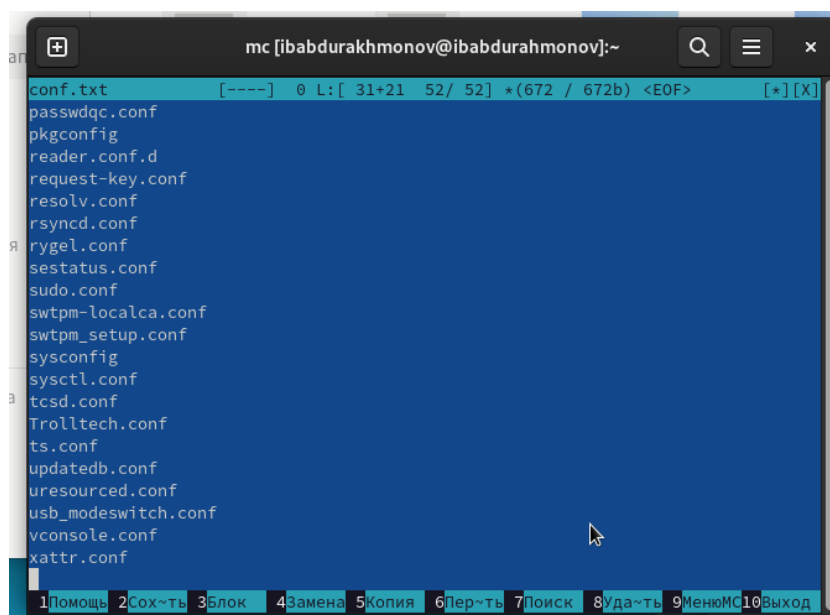 mc [ibabdurakhmonov@ibabdurahmonov]:~
conf.txt [----] 0 L:[ 31+21 52/ 52] *(672 / 672b) <EOF> [*][X]
passwdqc.conf
pkgconfig
reader.conf.d
request-key.conf
resolv.conf
rsyncd.conf
rygel.conf
sestatus.conf
sudo.conf
swtpm-localca.conf
swtpm_setup.conf
sysconfig
sysctl.conf
tcsd.conf
Trolltech.conf
ts.conf
updatedb.conf
uresourced.conf
usb_modeswitch.conf
vconsole.conf
xattr.conf
1Помощь 2Сох~ть 3Блок 4Замена 5Копия 6Пер~ть 7Поиск 8Уда~ть 9МенюMC10Выход